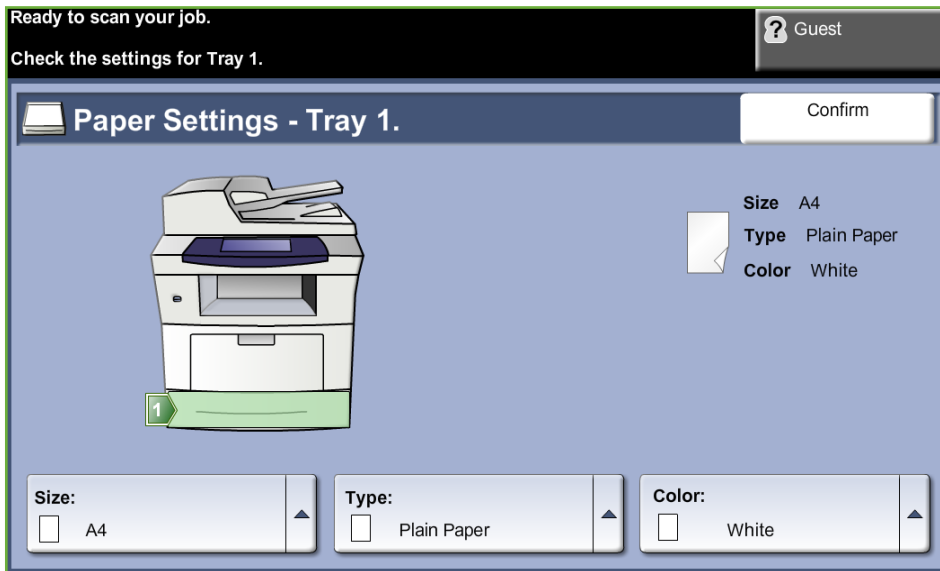 Ready to scan your job.
Guest
Check the settings for Tray 1.
Paper Settings - Tray 1.
Confirm
Size A4
Type Plain Paper
Color White
1
Size:
A4
Type:
Plain Paper
Color:
White